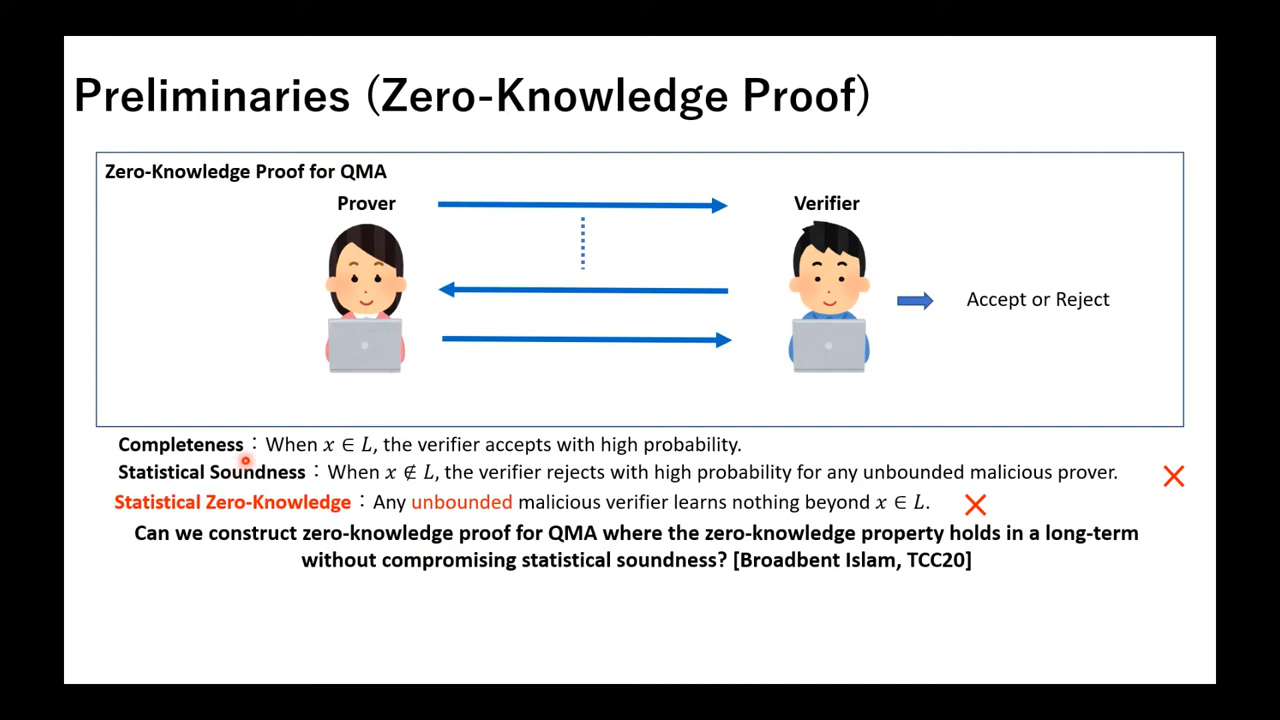 Preliminaries (Zero-Knowledge Proof)
Zero-Knowledge Proof for QMA
Prover
Verifier
Accept or Reject
Completeness：When 𝑥 ∈ 𝐿, the verifier accepts with high probability.
Statistical Soundness：When 𝑥 ∉ 𝐿, the verifier rejects with high probability for any unbounded malicious prover.
Statistical Zero-Knowledge：Any unbounded malicious verifier learns nothing beyond 𝑥 ∈ 𝐿.
Can we construct zero-knowledge proof for QMA where the zero-knowledge property holds in a long-term
without compromising statistical soundness? [Broadbent Islam, TCC20]